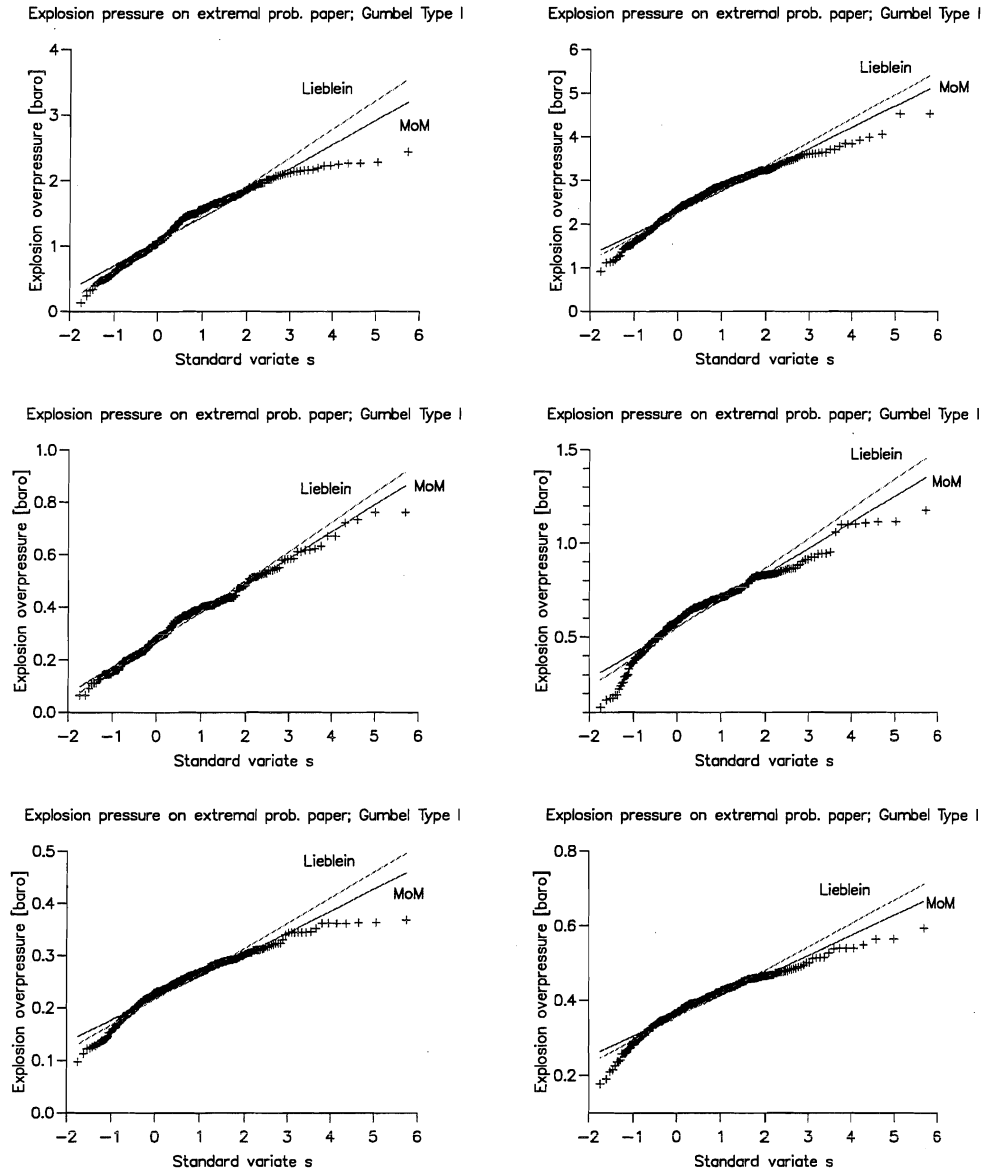 Explosion pressure on extremal prob. paper; Gumbel Type I
Explosion overpressure [baro]
4
3
2
1
0
Lieblein
MoM
-2 -1 0 1 2 3 4 5 6
Standard variate s
Explosion pressure on extremal prob. paper; Gumbel Type I
Explosion overpressure [baro]
6
5
4
3
2
1
0
Lieblein
MoM
-2 -1 0 1 2 3 4 5 6
Standard variate s
Explosion pressure on extremal prob. paper; Gumbel Type I
Explosion overpressure [baro]
1.0
0.8
0.6
0.4
0.2
0.0
Lieblein
MoM
-2 -1 0 1 2 3 4 5 6
Standard variate s
Explosion pressure on extremal prob. paper; Gumbel Type I
Explosion overpressure [baro]
1.5
1.0
0.5
Lieblein
MoM
-2 -1 0 1 2 3 4 5 6
Standard variate s
Explosion pressure on extremal prob. paper; Gumbel Type I
Explosion overpressure [baro]
0.5
0.4
0.3
0.2
0.1
0.0
Lieblein
MoM
-2 -1 0 1 2 3 4 5 6
Standard variate s
Explosion pressure on extremal prob. paper; Gumbel Type I
Explosion overpressure [baro]
0.8
0.6
0.4
0.2
Lieblein
MoM
-2 -1 0 1 2 3 4 5 6
Standard variate s